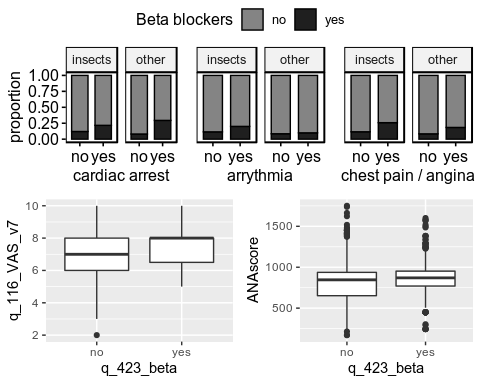 Beta blockers no yes
insects other insects other insects other
proportion
1.00
0.75
0.50
0.25
0.00
no yes no yes no yes no yes no yes no yes
cardiac arrest arrythmia chest pain / angina
q_116_VAS_v7
10
8
6
4
2
no yes
q_423_beta
ANAscore
1500
1000
500
no yes
q_423_beta